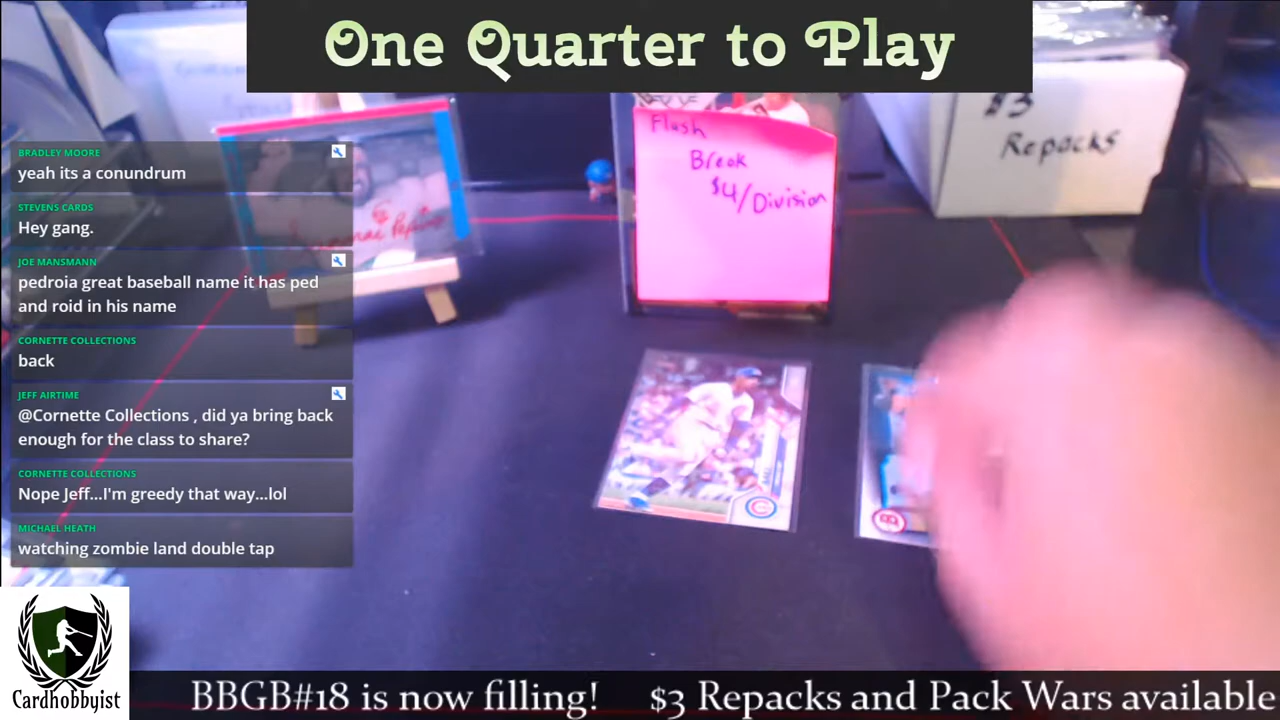 One Quarter to Play
$3
Repacks
Flash
Break
$4/Division
BRADLEY MOORE
yeah its a conundrum
STEVENS CARDS
Hey gang.
JOE MANSMANN
pedroia great baseball name it has ped
and roid in his name
CORNETTE COLLECTIONS
back
JEFF AIRTIME
@Cornette Collections , did ya bring back
enough for the class to share?
CORNETTE COLLECTIONS
Nope Jeff...I'm greedy that way...lol
MICHAEL HEATH
watching zombie land double tap
Cardhobbyist
BBGB#18 is now filling! $3 Repacks and Pack Wars available